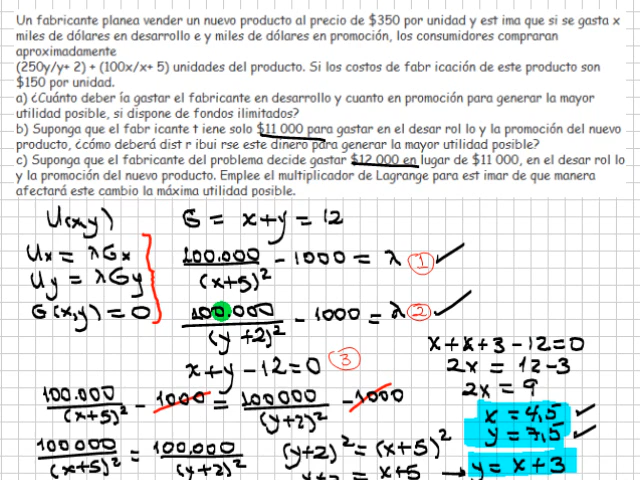 Un fabricante planea vender un nuevo producto al precio de $350 por unidad y est ima que si se gasta x
miles de dólares en desarrollo e y miles de dólares en promoción, los consumidores compraran
aproximadamente
(250y/y+ 2) + (100x/x+ 5) unidades del producto. Si los costos de fabr icación de este producto son
$150 por unidad.
a) ¿Cuánto deber ía gastar el fabricante en desarrollo y cuanto en promoción para generar la mayor
utilidad posible, si dispone de fondos ilimitados?
b) Suponga que el fabr icante t iene solo $11 000 para gastar en el desar rol lo y la promoción del nuevo
producto, ¿cómo deberá dist r ibui rse este dinero para generar la mayor utilidad posible?
c) Suponga que el fabricante del problema decide gastar $12 000 en lugar de $11 000, en el desar rol lo
y la promoción del nuevo producto. Emplee el multiplicador de Lagrange para est imar de que manera
afectará este cambio la máxima utilidad posible.
U(x,y) G = x+y = 12
Ux = λGx
Uy = λGy
G(x,y) = 0
100.000/(x+5)² - 1000 = λ ①
100.000/(y+2)² - 1000 = λ ②
x+y-12=0 ③
100.000/(x+5)² - 1000 = 100000/(y+2)² - 1000
100000/(x+5)² = 100.000/(y+2)²
(y+2)² = (x+5)²
y+2 = x+5 → y = x+3
x+x+3-12=0
2x = 12-3
2x = 9
x = 4,5
y = 7,5